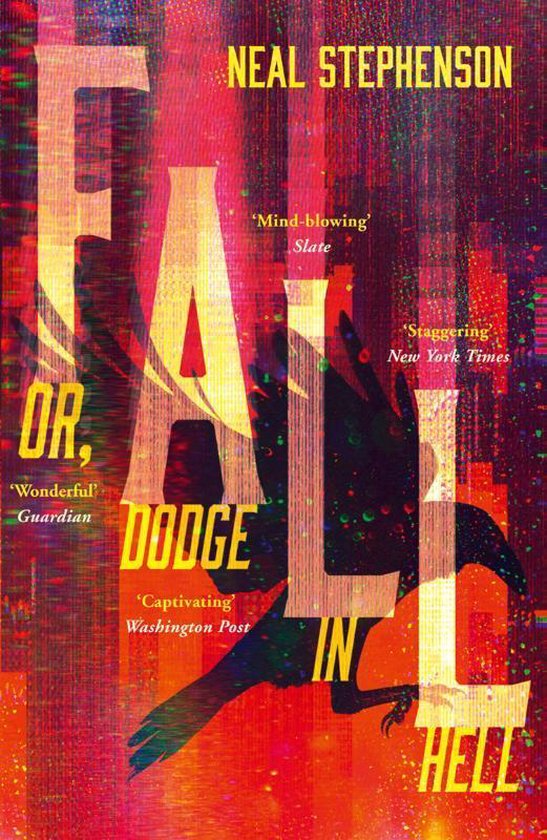 NEAL STEPHENSON
FALL
'Mind-blowing'
Slate
'Staggering'
New York Times
OR,
'Wonderful'
Guardian
DODGE
'Captivating'
Washington Post
IN
HELL